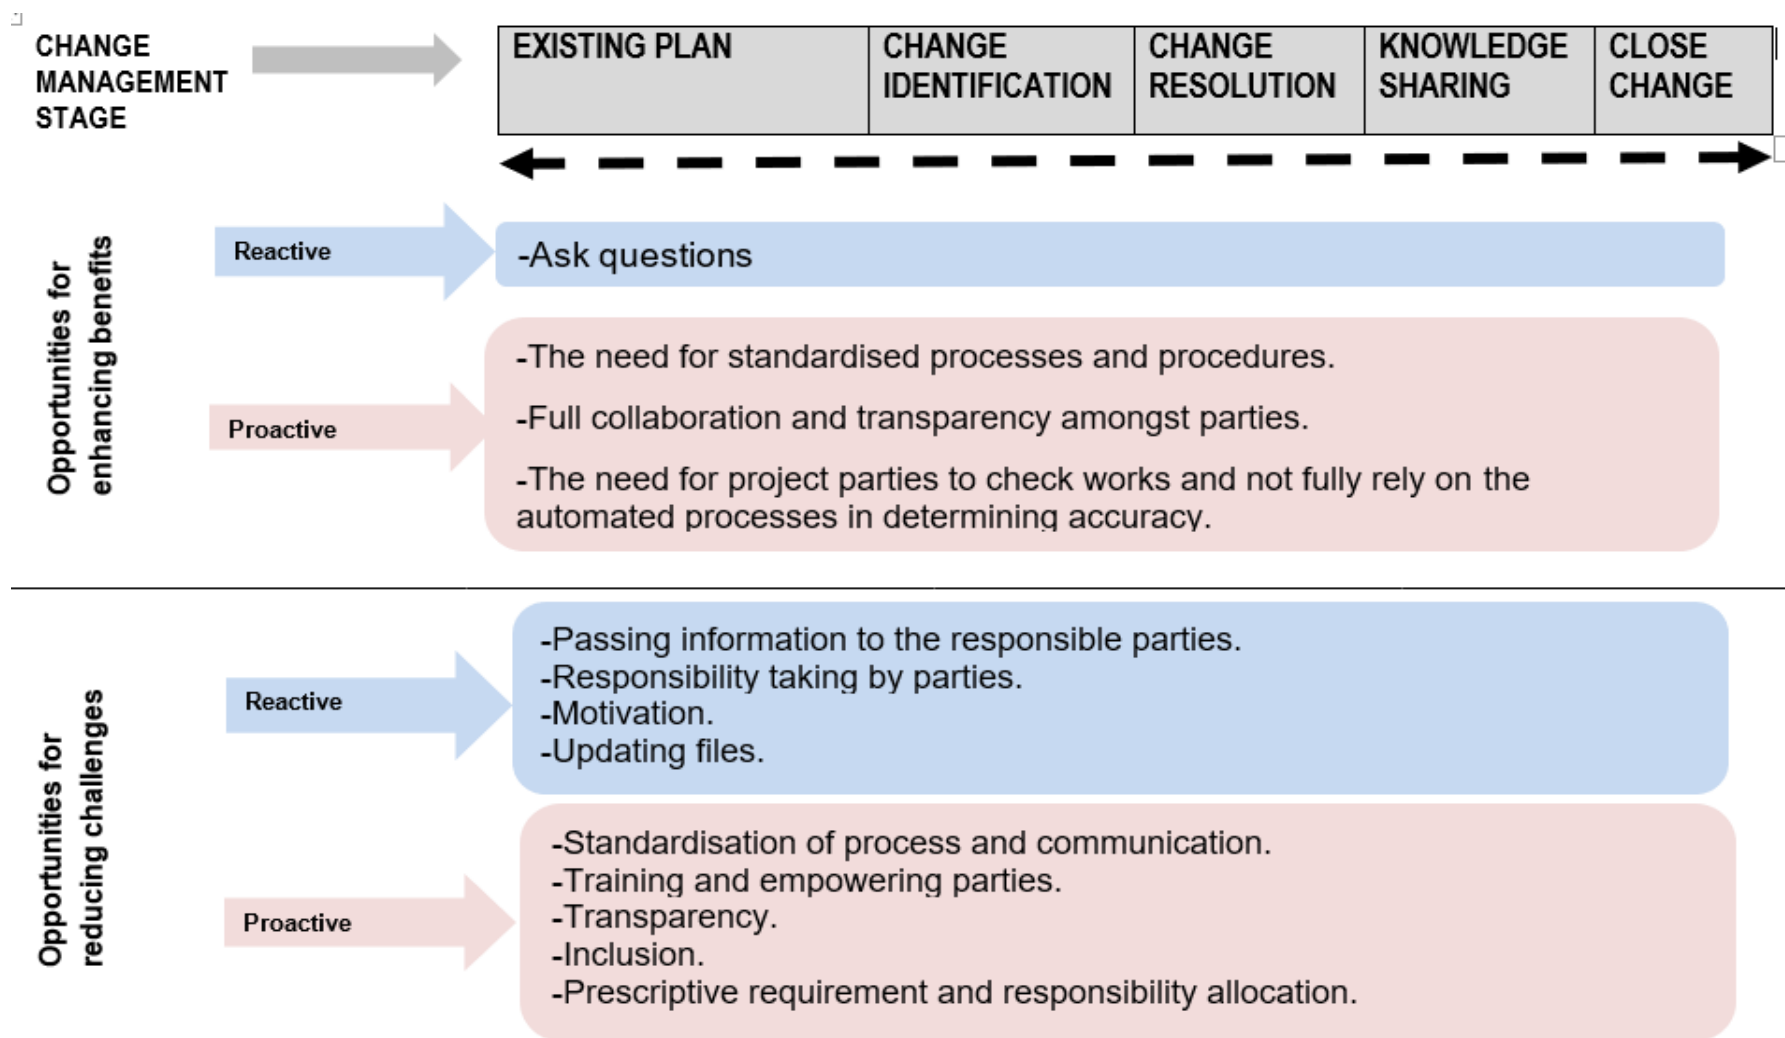 CHANGE
MANAGEMENT
STAGE
EXISTING PLAN
CHANGE
IDENTIFICATION
CHANGE
RESOLUTION
KNOWLEDGE
SHARING
CLOSE
CHANGE
Opportunities for
enhancing benefits
Reactive
-Ask questions
Proactive
-The need for standardised processes and procedures.
-Full collaboration and transparency amongst parties.
-The need for project parties to check works and not fully rely on the
automated processes in determining accuracy.
Opportunities for
reducing challenges
Reactive
-Passing information to the responsible parties.
-Responsibility taking by parties.
-Motivation.
-Updating files.
Proactive
-Standardisation of process and communication.
-Training and empowering parties.
-Transparency.
-Inclusion.
-Prescriptive requirement and responsibility allocation.